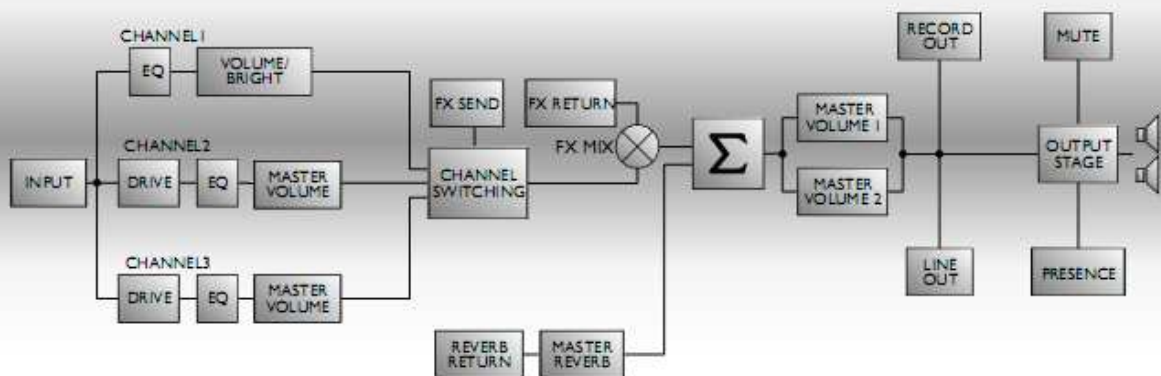 CHANNEL1
EQ
VOLUME/
BRIGHT
INPUT
CHANNEL2
DRIVE
EQ
MASTER
VOLUME
CHANNEL3
DRIVE
EQ
MASTER
VOLUME
FX SEND
CHANNEL
SWITCHING
FX RETURN
FX MIX
REVERB
RETURN
MASTER
REVERB
Σ
MASTER
VOLUME 1
MASTER
VOLUME 2
RECORD
OUT
LINE
OUT
MUTE
OUTPUT
STAGE
PRESENCE